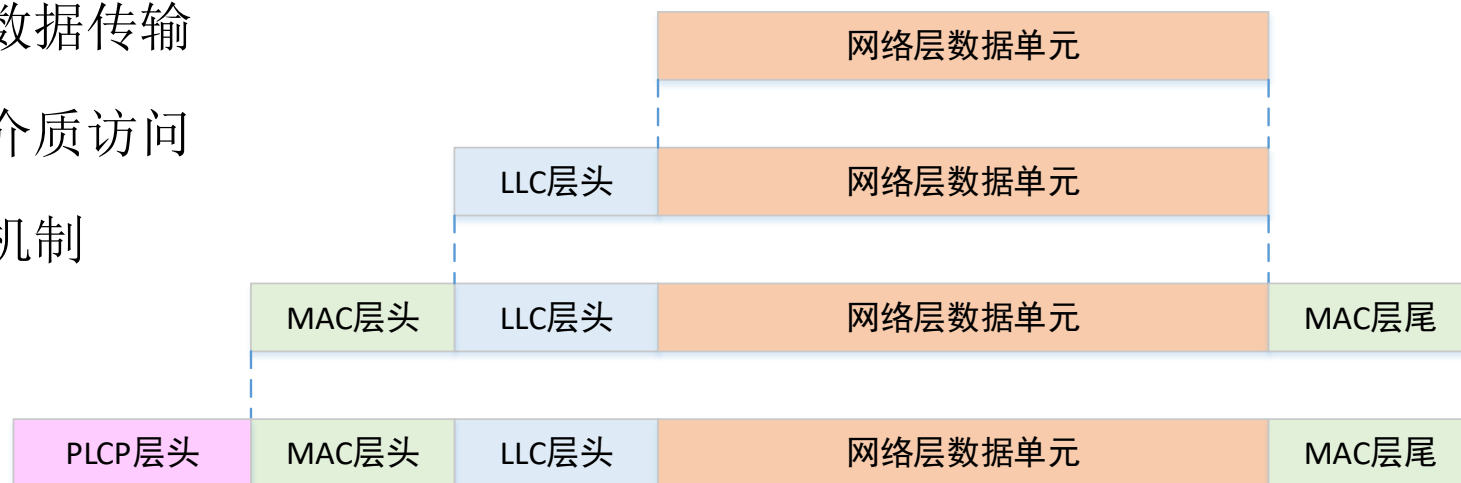 数据传输
网络层数据单元
介质访问
LLC层头 网络层数据单元
机制
MAC层头 LLC层头 网络层数据单元 MAC层尾
PLCP层头 MAC层头 LLC层头 网络层数据单元 MAC层尾